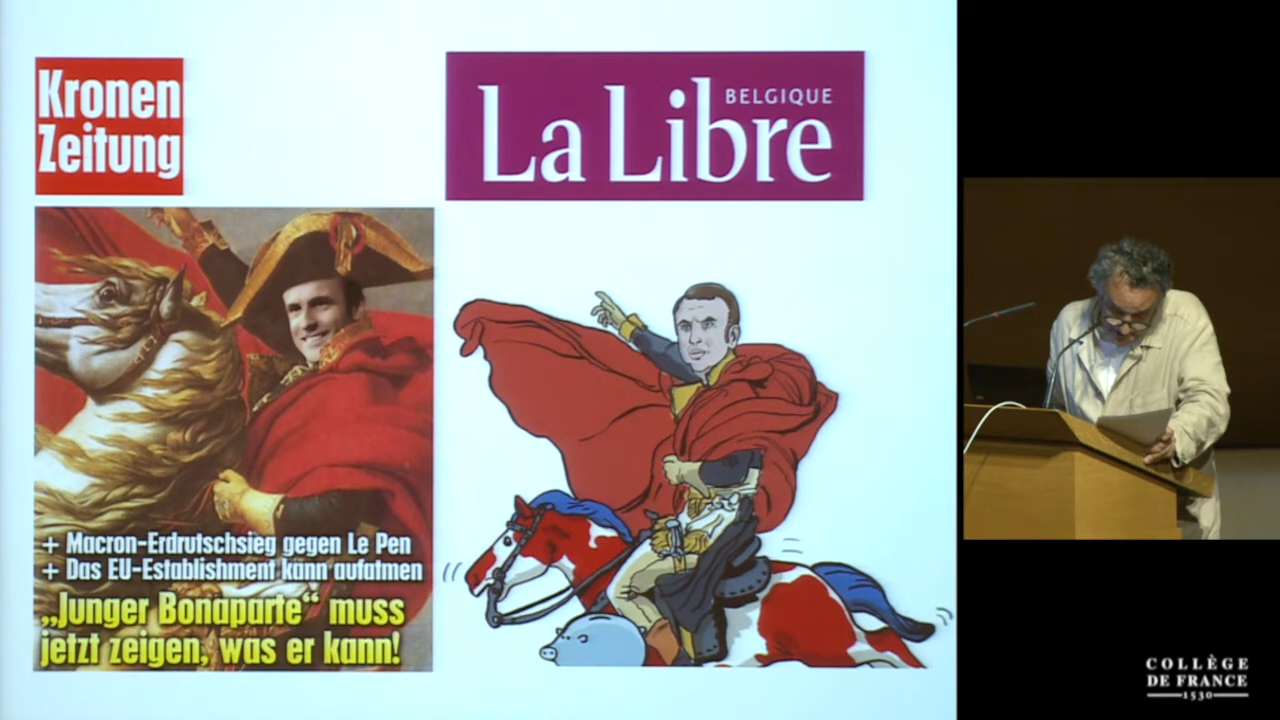 Kronen
Zeitung
BELGIQUE
La Libre
+ Macron-Erdrutschsieg gegen Le Pen
+ Das EU-Establishment kann aufatmen
„Junger Bonaparte“ muss
jetzt zeigen, was er kann!
COLLÈGE
DE FRANCE
1530